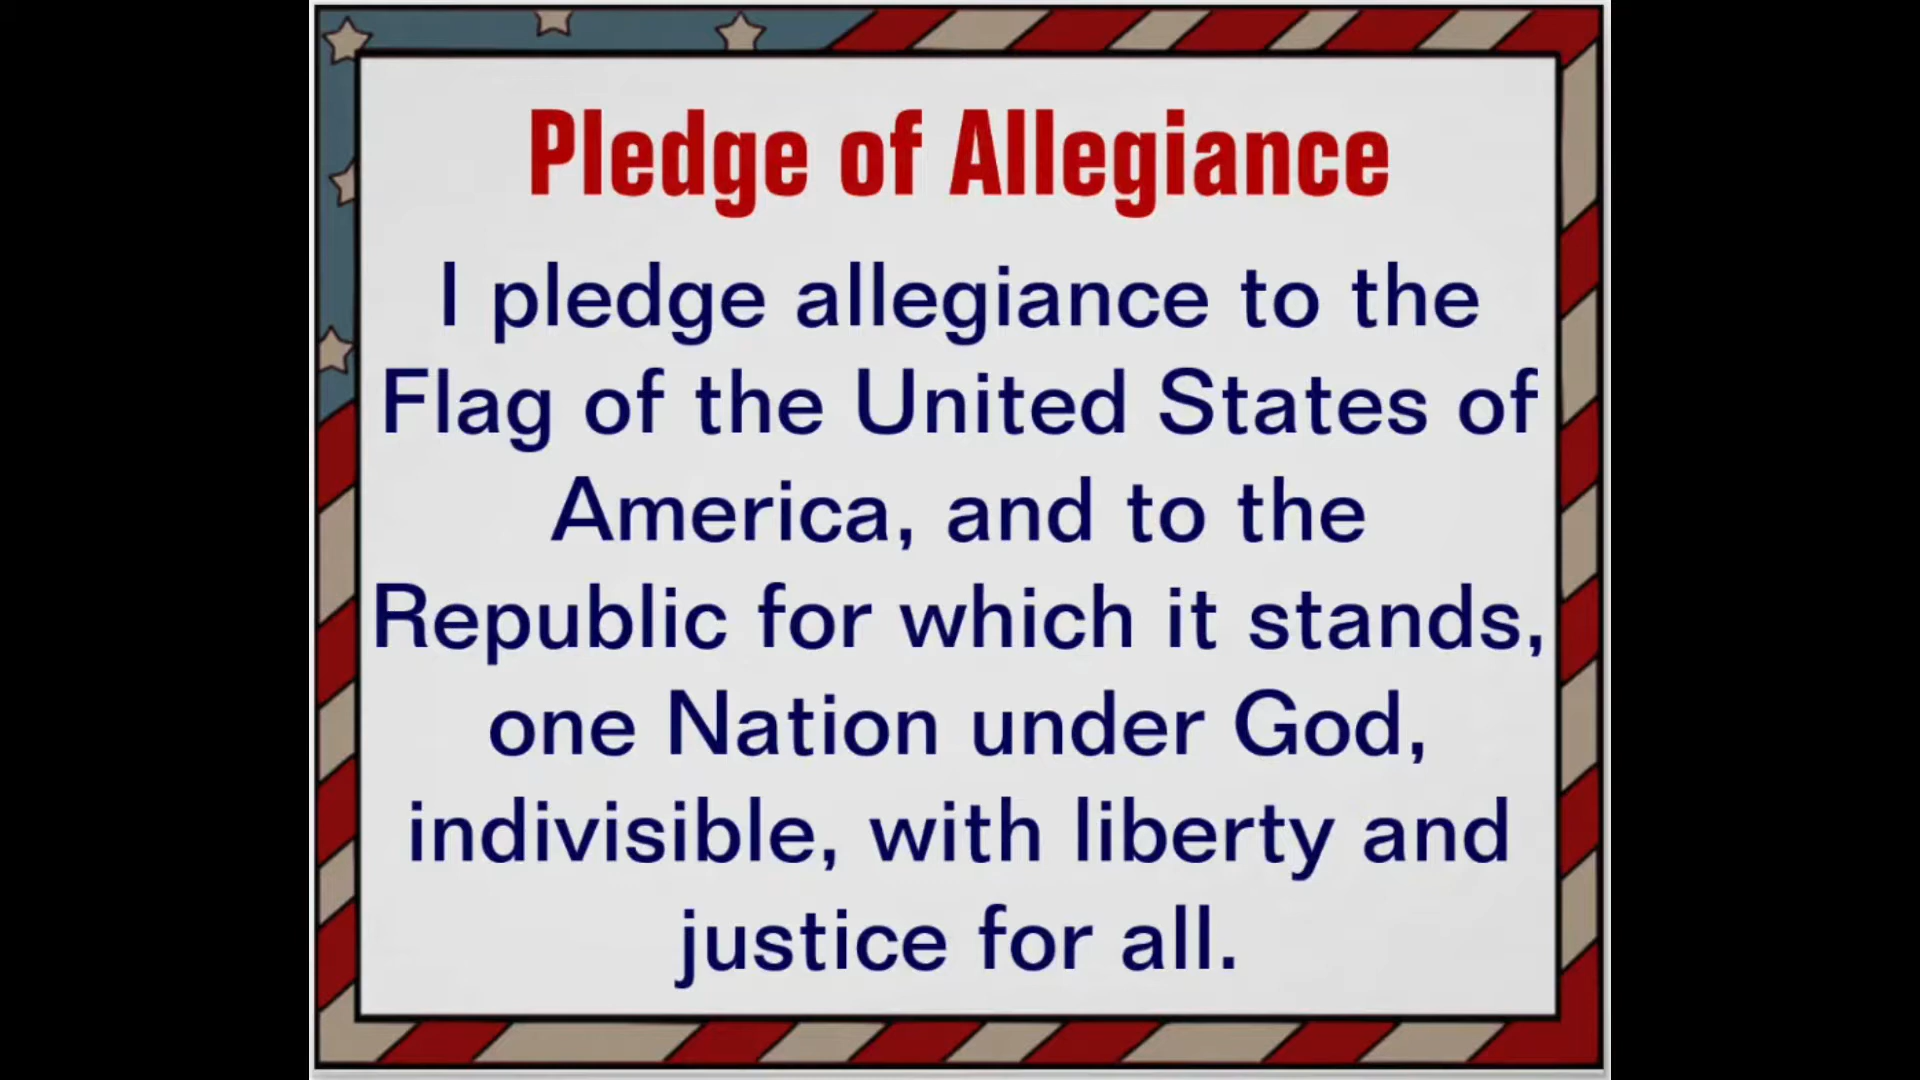 Pledge of Allegiance
I pledge allegiance to the
Flag of the United States of
America, and to the
Republic for which it stands,
one Nation under God,
indivisible, with liberty and
justice for all.